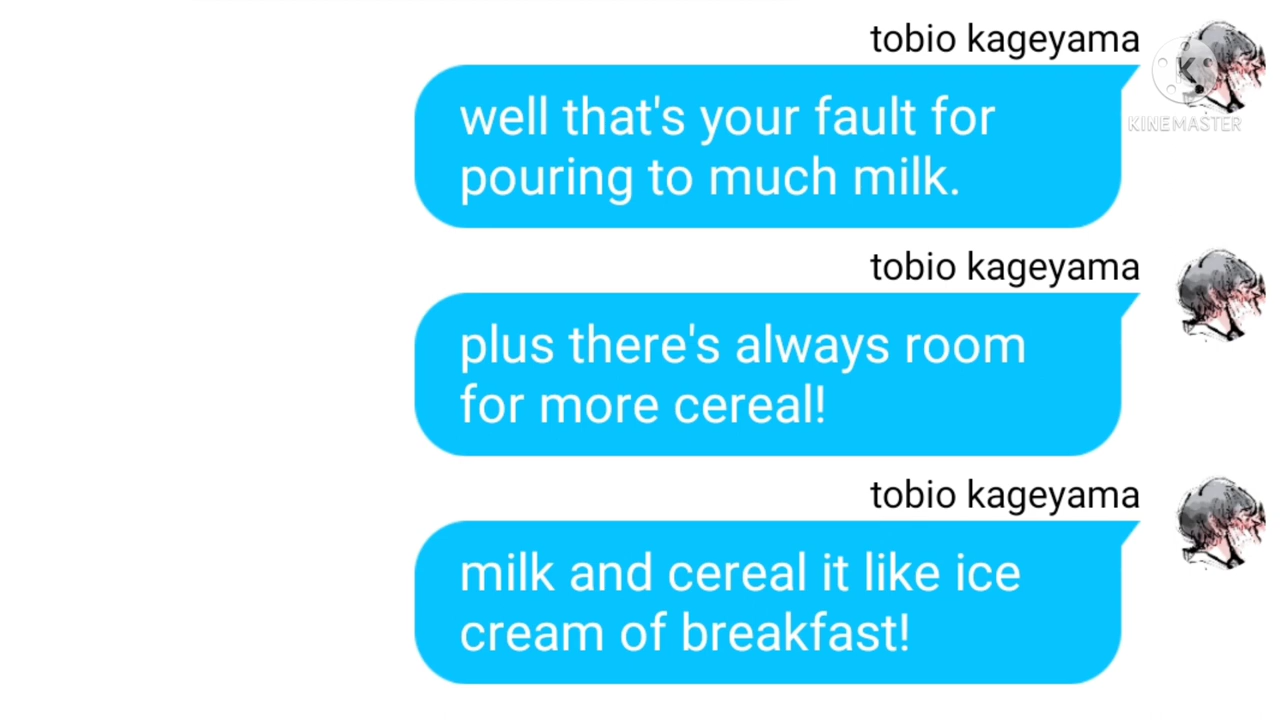 tobio kageyama
K
KINEMASTER
well that's your fault for
pouring to much milk.
tobio kageyama
plus there's always room
for more cereal!
tobio kageyama
milk and cereal it like ice
cream of breakfast!